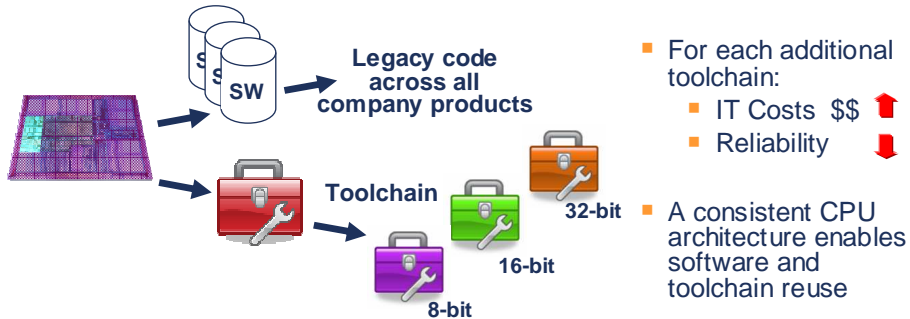 S
S
SW
Legacy code
across all
company products
Toolchain
8-bit
16-bit
32-bit
For each additional
toolchain:
IT Costs $$
Reliability
A consistent CPU
architecture enables
software and
toolchain reuse